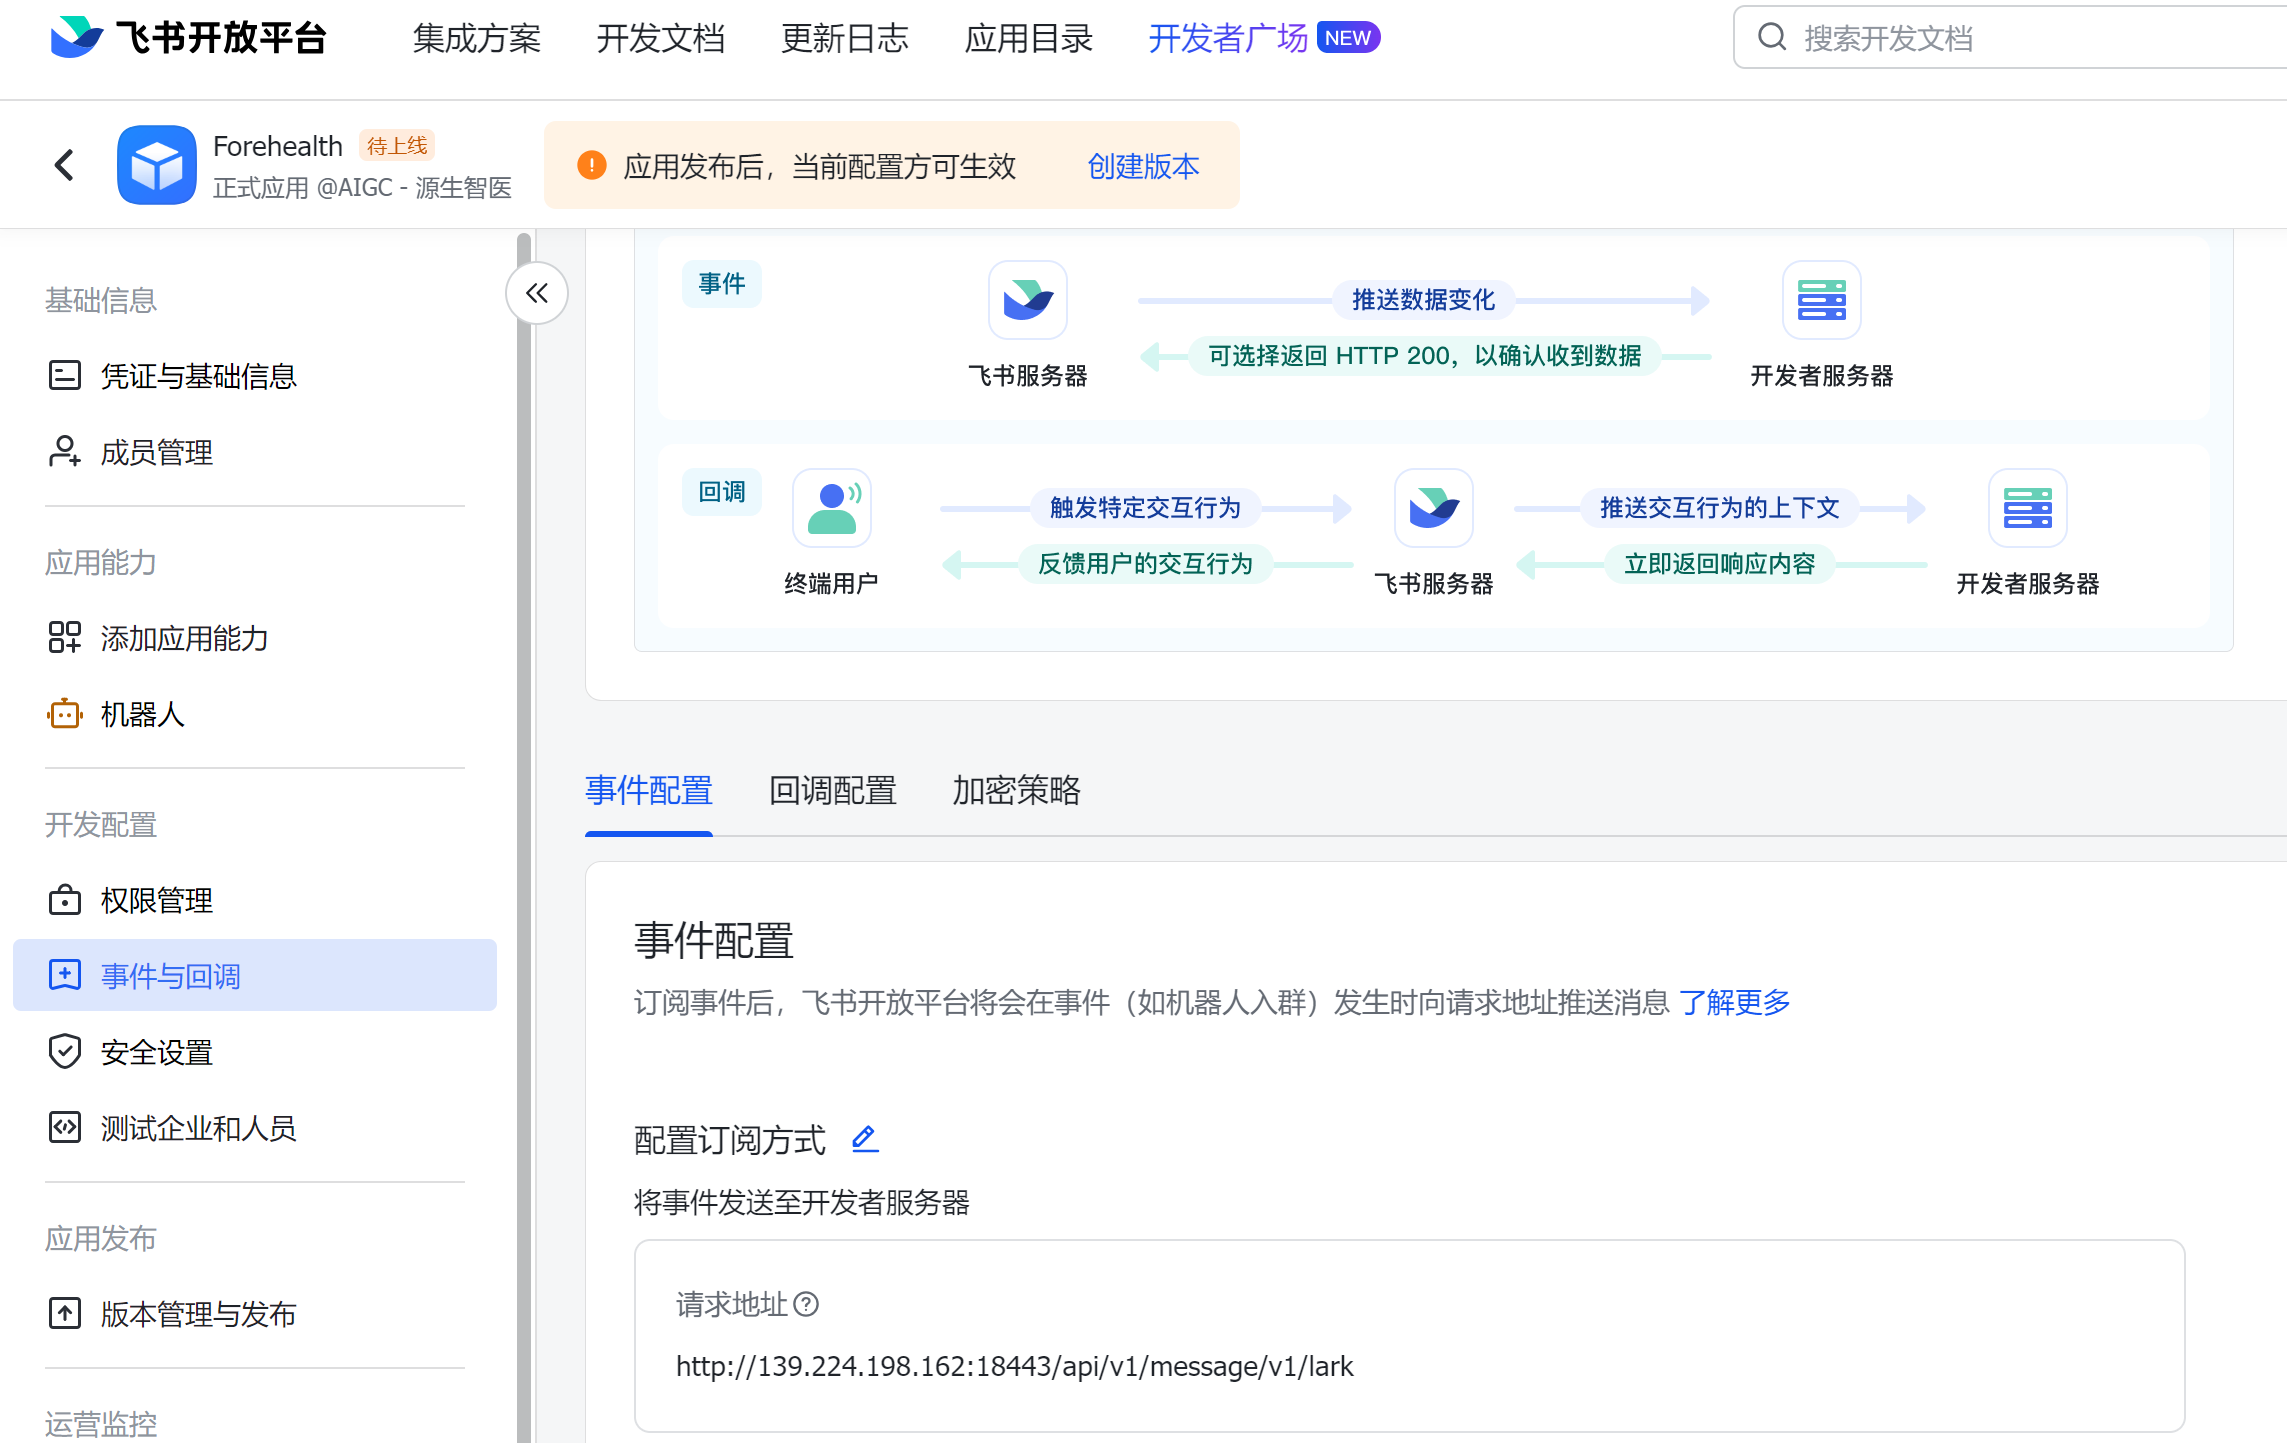 飞书开放平台
集成方案
开发文档
更新日志
应用目录
开发者广场 NEW
搜索开发文档
Forehealth 待上线
正式应用 @AIGC - 源生智医
应用发布后，当前配置方可生效 创建版本
基础信息
凭证与基础信息
成员管理
应用能力
添加应用能力
机器人
开发配置
权限管理
事件与回调
安全设置
测试企业和人员
应用发布
版本管理与发布
运营监控
事件
推送数据变化
可选择返回 HTTP 200，以确认收到数据
飞书服务器
开发者服务器
回调
触发特定交互行为
推送交互行为的上下文
反馈用户的交互行为
立即返回响应内容
终端用户
飞书服务器
开发者服务器
事件配置
回调配置
加密策略
事件配置
订阅事件后，飞书开放平台将会在事件（如机器人入群）发生时向请求地址推送消息 了解更多
配置订阅方式
将事件发送至开发者服务器
请求地址
http://139.224.198.162:18443/api/v1/message/v1/lark